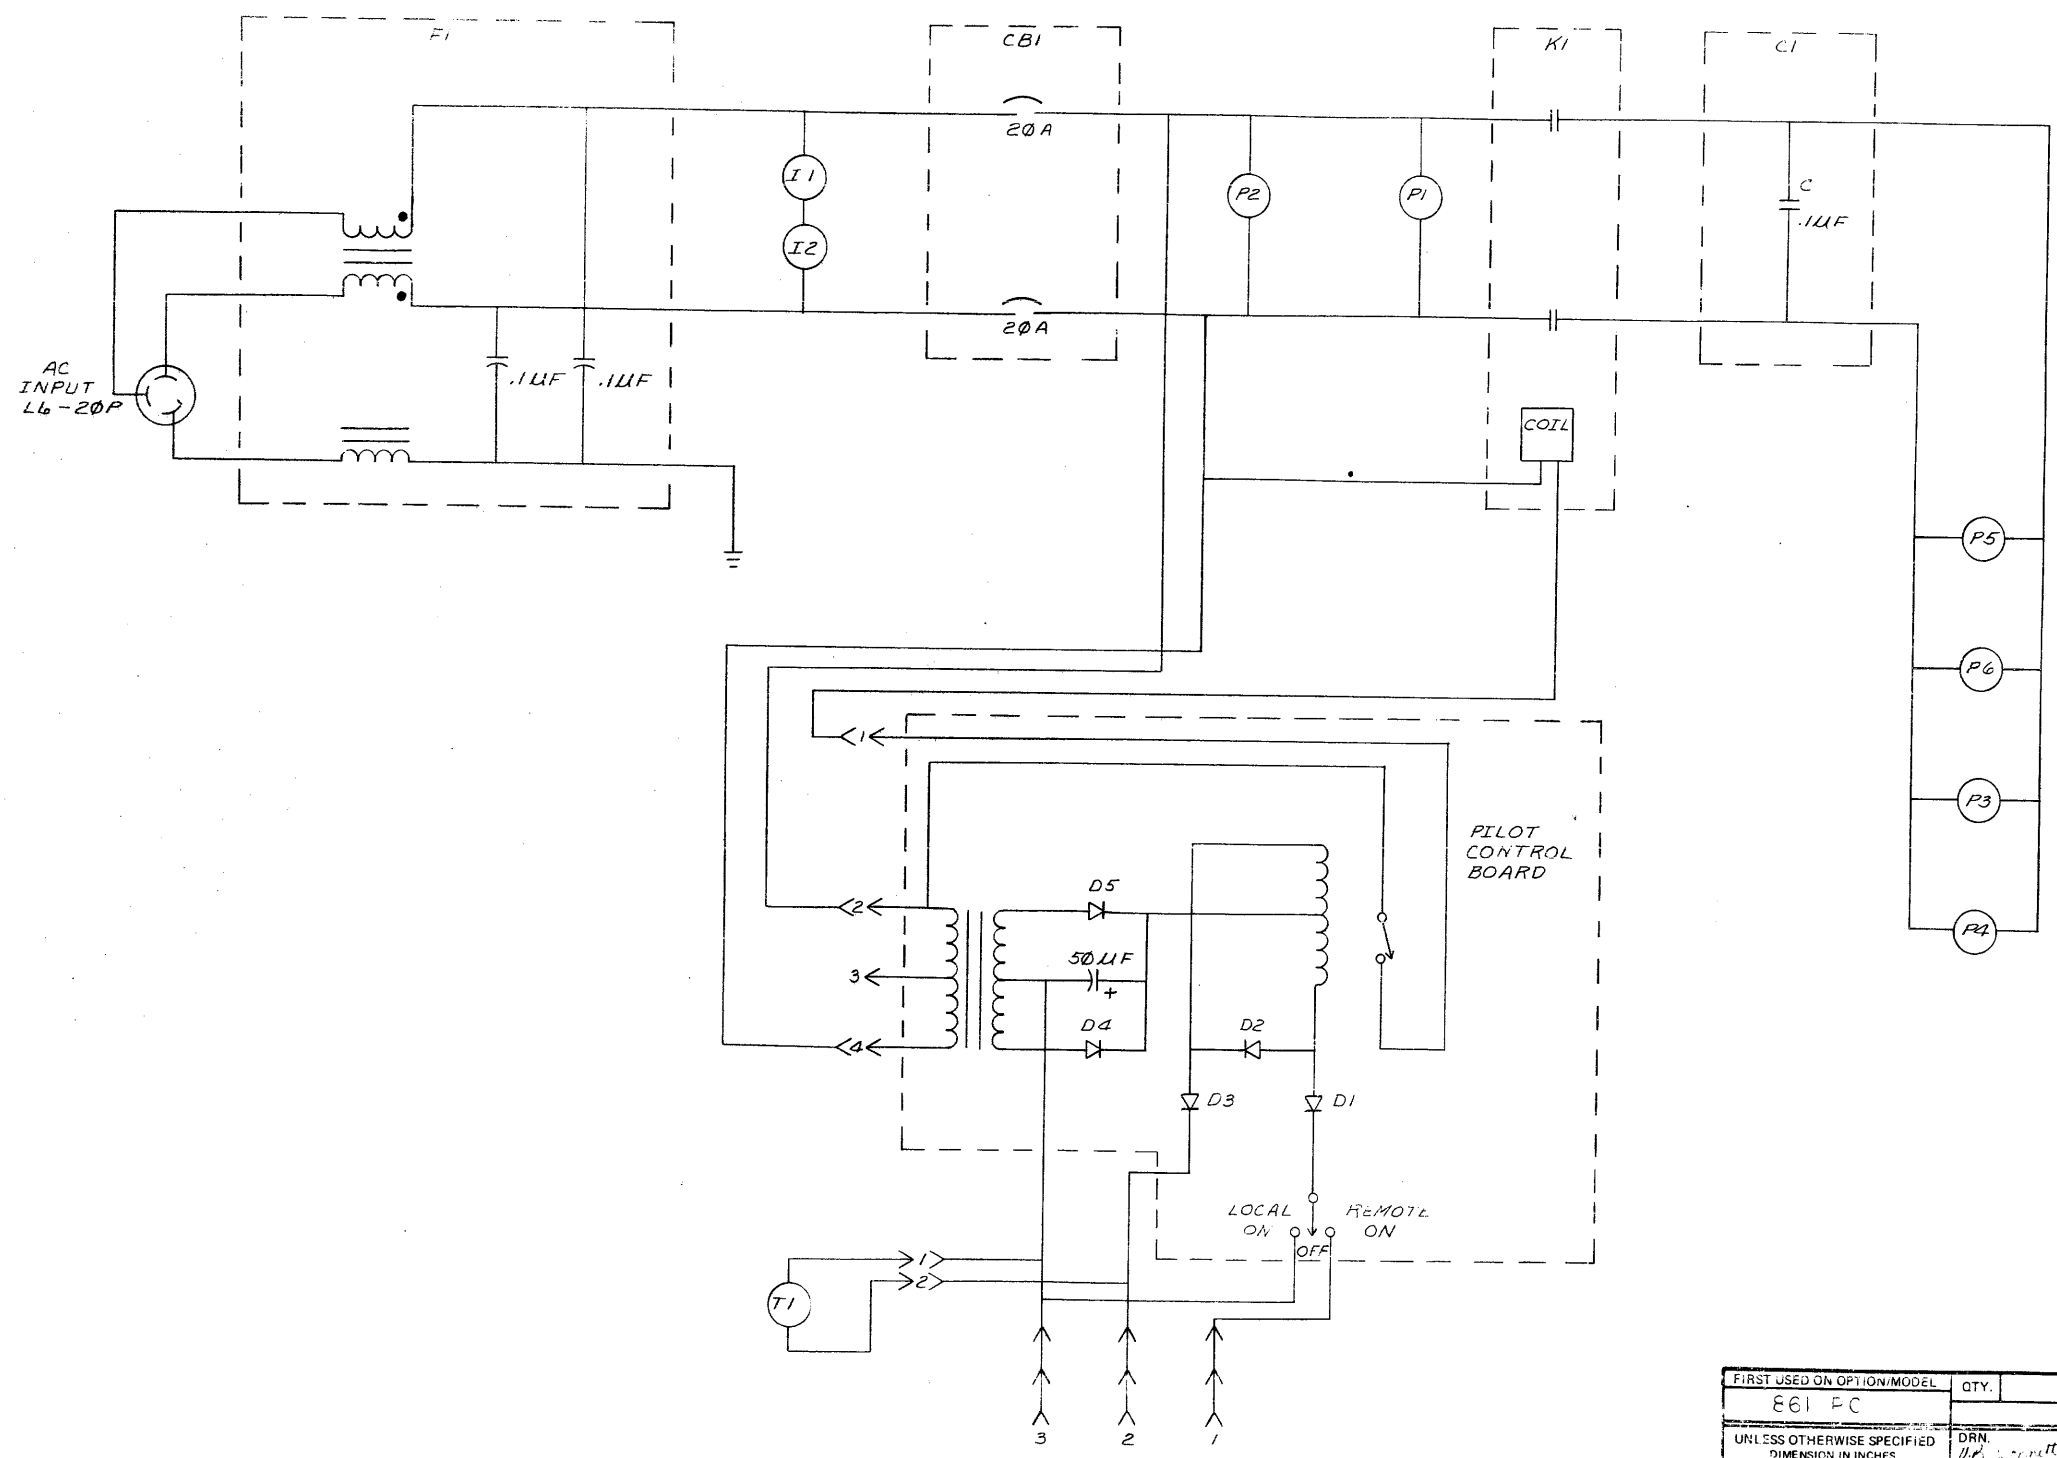 F1
CB1
K1
C1
20A
I1
I2
P2
P1
C
.1UF
20A
AC
INPUT
L6-20P
.1UF
.1UF
COIL
P5
P6
P3
P4
1
PILOT
CONTROL
BOARD
2
D5
3
50UF
+
4
D4
D2
D3
D1
LOCAL
ON
REMOTE
ON
OFF
1
2
T1
3
2
1
FIRST USED ON OPTION/MODEL
QTY.
861 PC
UNLESS OTHERWISE SPECIFIED
DRN.
DIMENSION IN INCHES